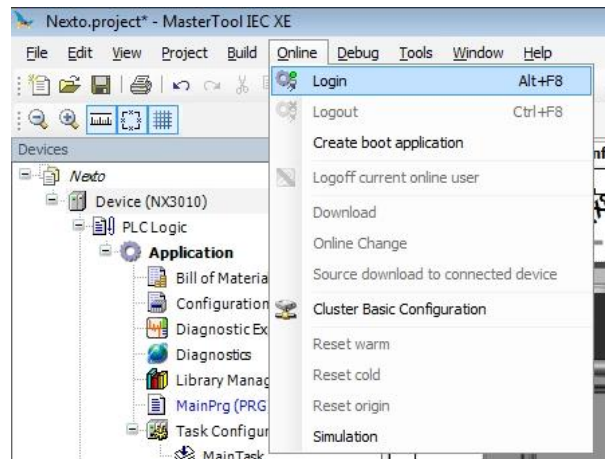 Nexto.project* - MasterTool IEC XE
File Edit View Project Build Online Debug Tools Window Help
Login Alt+F8
Logout Ctrl+F8
Create boot application
Logoff current online user
Download
Online Change
Source download to connected device
Cluster Basic Configuration
Reset warm
Reset cold
Reset origin
Simulation
Devices
Nexto
Device (NX3010)
PLC Logic
Application
Bill of Materia
Configuration
Diagnostic Ex
Diagnostics
Library Manag
MainPrg (PRG
Task Configur
MainTask